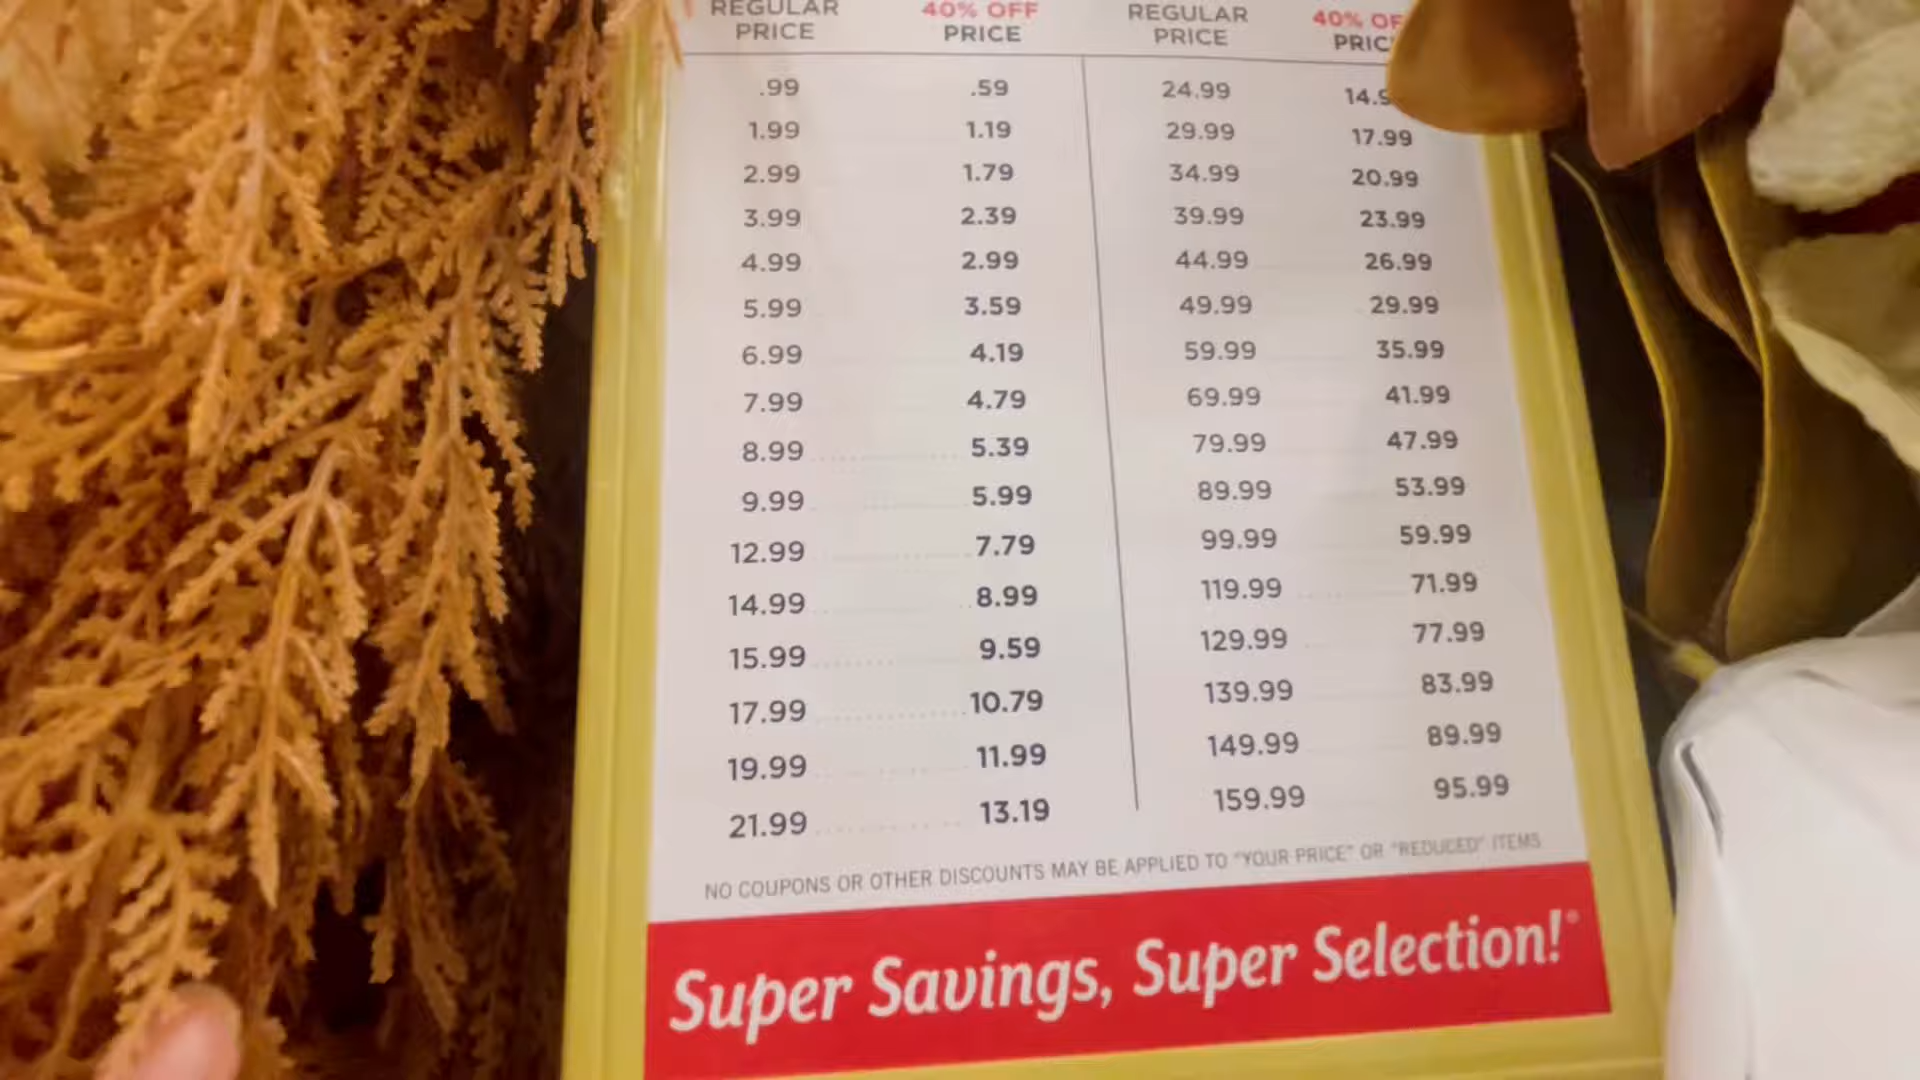 REGULAR PRICE 40% OFF PRICE REGULAR PRICE 40% OF PRIC
.99 .59 24.99 14.9
1.99 1.19 29.99 17.99
2.99 1.79 34.99 20.99
3.99 2.39 39.99 23.99
4.99 2.99 44.99 26.99
5.99 3.59 49.99 29.99
6.99 4.19 59.99 35.99
7.99 4.79 69.99 41.99
8.99 5.39 79.99 47.99
9.99 5.99 89.99 53.99
12.99 7.79 99.99 59.99
14.99 8.99 119.99 71.99
15.99 9.59 129.99 77.99
17.99 10.79 139.99 83.99
19.99 11.99 149.99 89.99
21.99 13.19 159.99 95.99
NO COUPONS OR OTHER DISCOUNTS MAY BE APPLIED TO "YOUR PRICE" OR "REDUCED" ITEMS
Super Savings, Super Selection!®